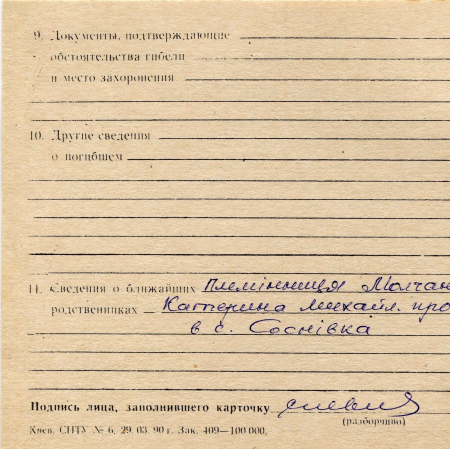 9. Документы, подтверждающие
обстоятельства гибели
и место захоронения
10. Другие сведения
о погибшем
11. Сведения о ближайших племінниця Молчан
родственниках Катерина Михайл. про
в с. Соснівка
Подпись лица, заполнившего карточку
(разборчиво)
Киев. СПТУ № 6, 29. 03. 90 г. Зак. 409—100 000.